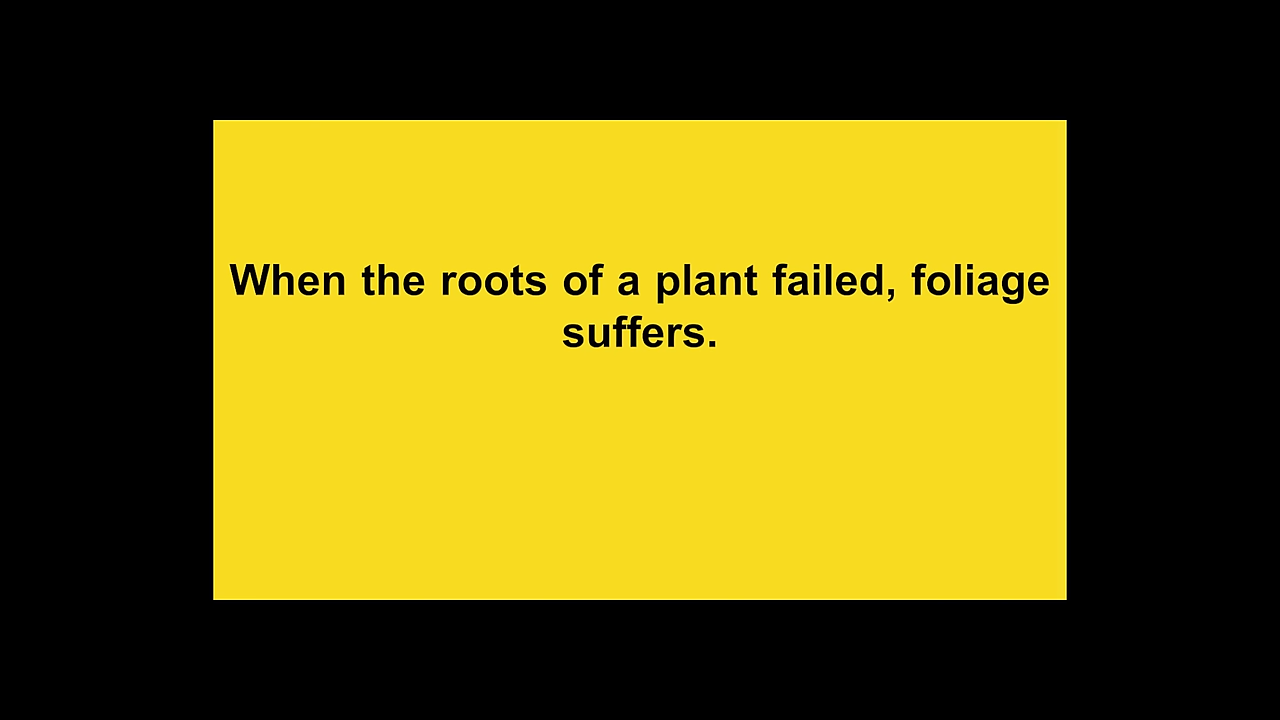 When the roots of a plant failed, foliage
suffers.